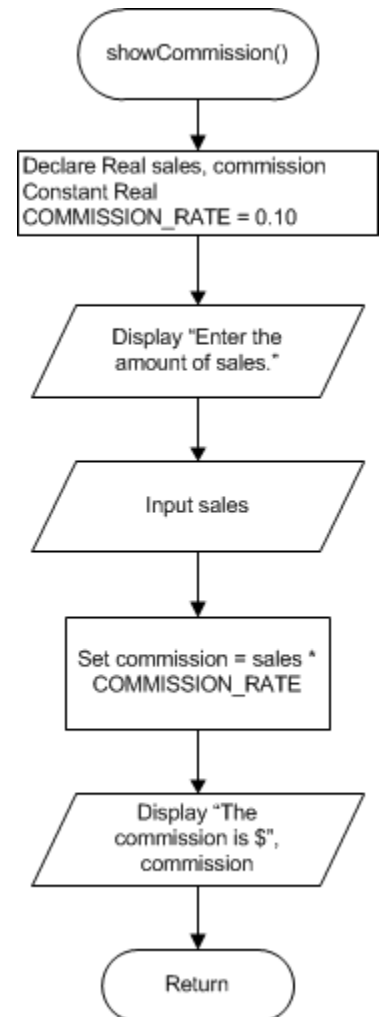 showCommission()
Declare Real sales, commission
Constant Real
COMMISSION_RATE = 0.10
Display “Enter the
amount of sales.”
Input sales
Set commission = sales *
COMMISSION_RATE
Display “The
commission is $”,
commission
Return